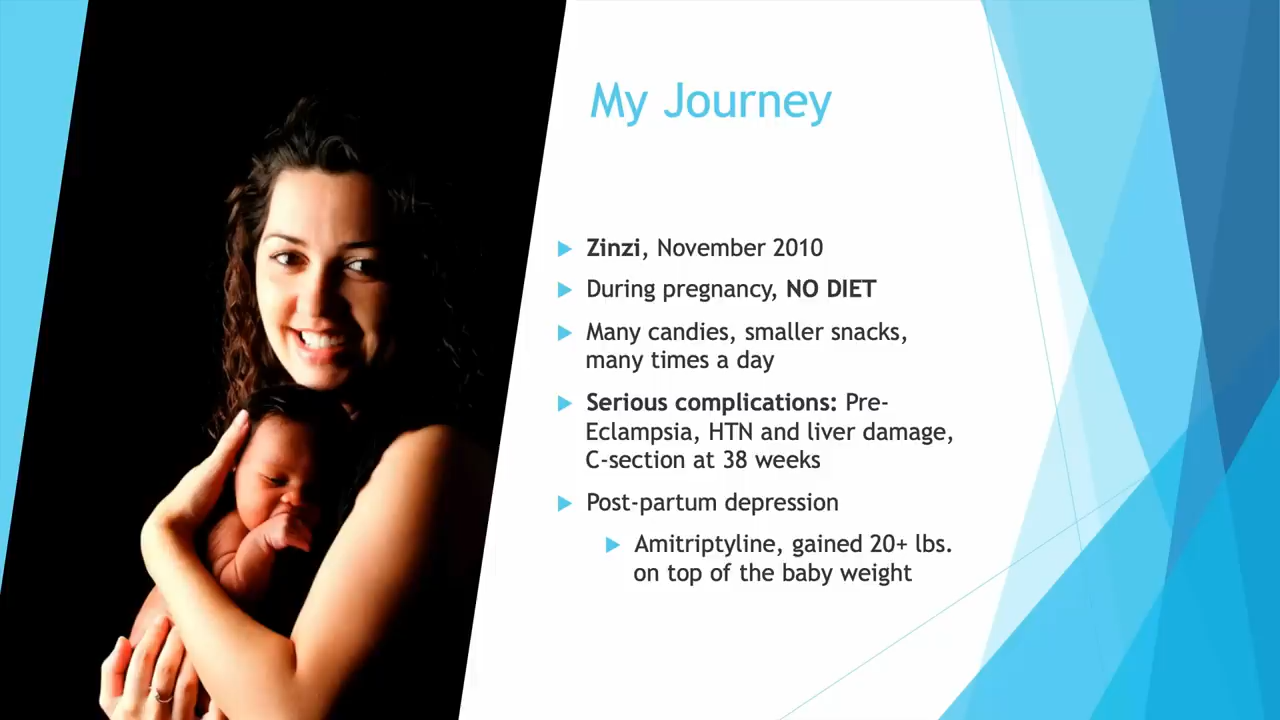 My Journey
Zinzi, November 2010
During pregnancy, NO DIET
Many candies, smaller snacks,
many times a day
Serious complications: Pre-
Eclampsia, HTN and liver damage,
C-section at 38 weeks
Post-partum depression
Amitriptyline, gained 20+ lbs.
on top of the baby weight